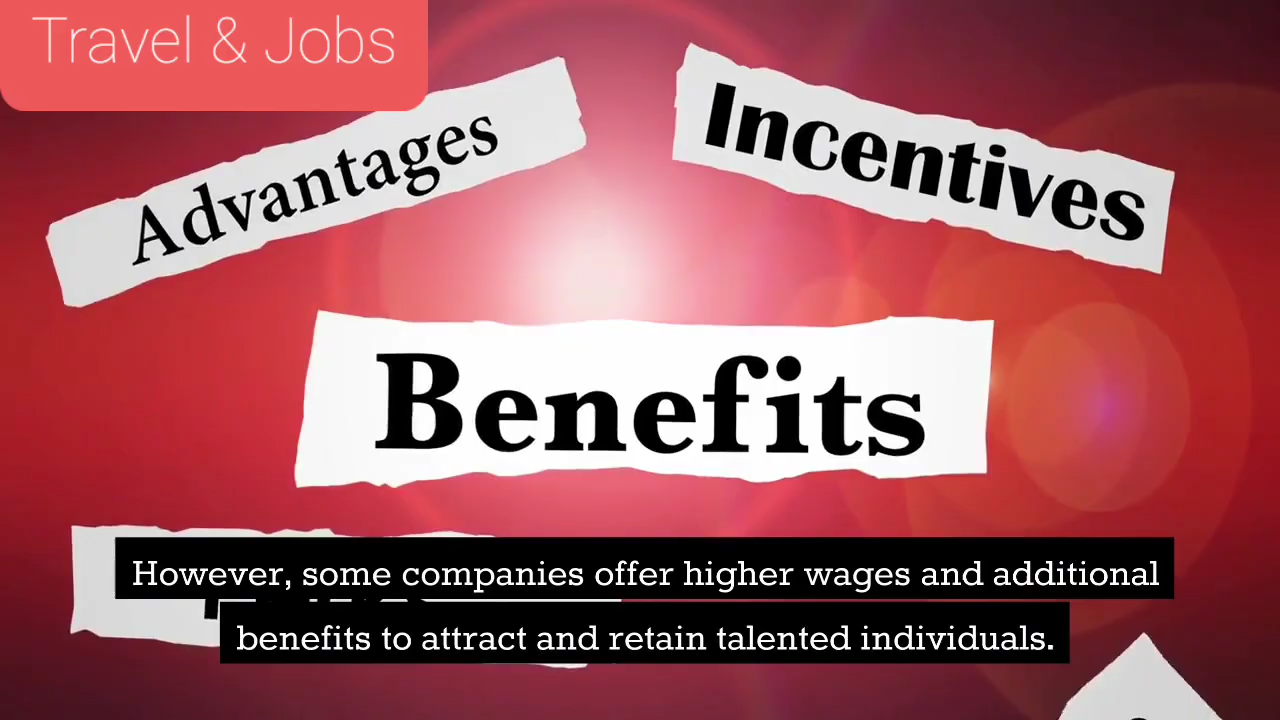 Travel & Jobs
Advantages
Incentives
Benefits
However, some companies offer higher wages and additional
benefits to attract and retain talented individuals.